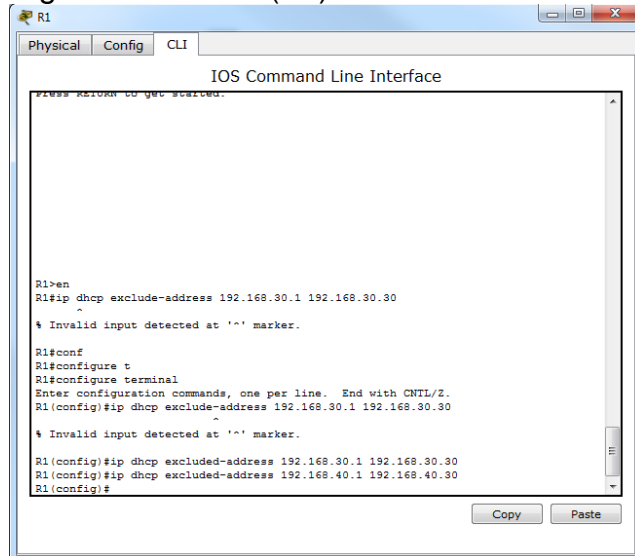 R1
Physical Config CLI
IOS Command Line Interface
Press RETURN to get started.
R1>en
R1#ip dhcp exclude-address 192.168.30.1 192.168.30.30
^
% Invalid input detected at '^' marker.
R1#conf
R1#configure t
R1#configure terminal
Enter configuration commands, one per line. End with CNTL/Z.
R1(config)#ip dhcp exclude-address 192.168.30.1 192.168.30.30
^
% Invalid input detected at '^' marker.
R1(config)#ip dhcp excluded-address 192.168.30.1 192.168.30.30
R1(config)#ip dhcp excluded-address 192.168.40.1 192.168.40.30
R1(config)#
Copy Paste